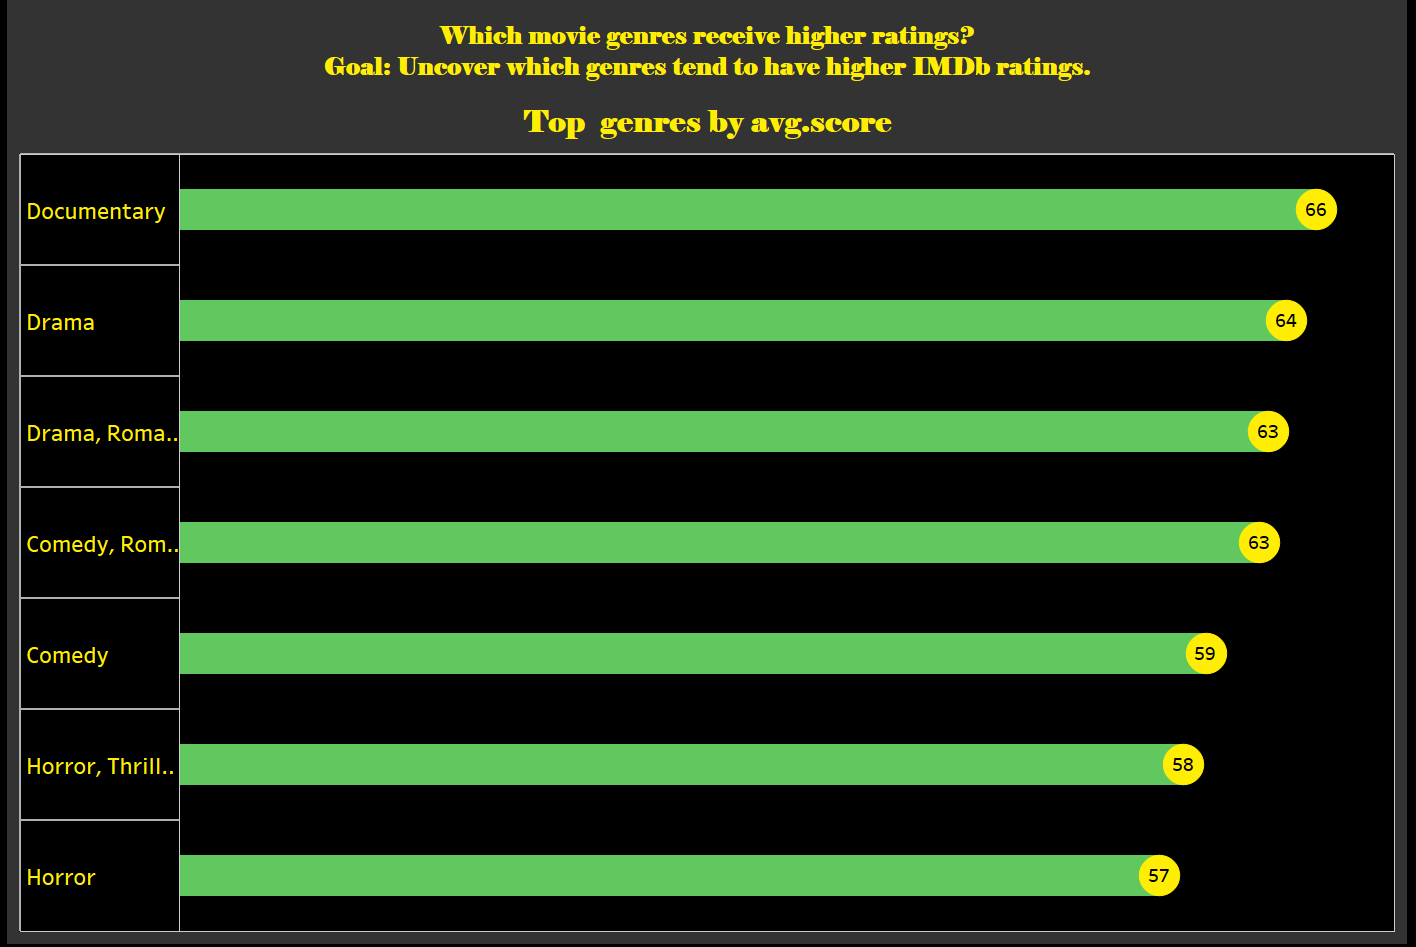 Which movie genres receive higher ratings?
Goal: Uncover which genres tend to have higher IMDb ratings.
Top genres by avg.score
Documentary 66
Drama 64
Drama, Roma.. 63
Comedy, Rom.. 63
Comedy 59
Horror, Thrill.. 58
Horror 57